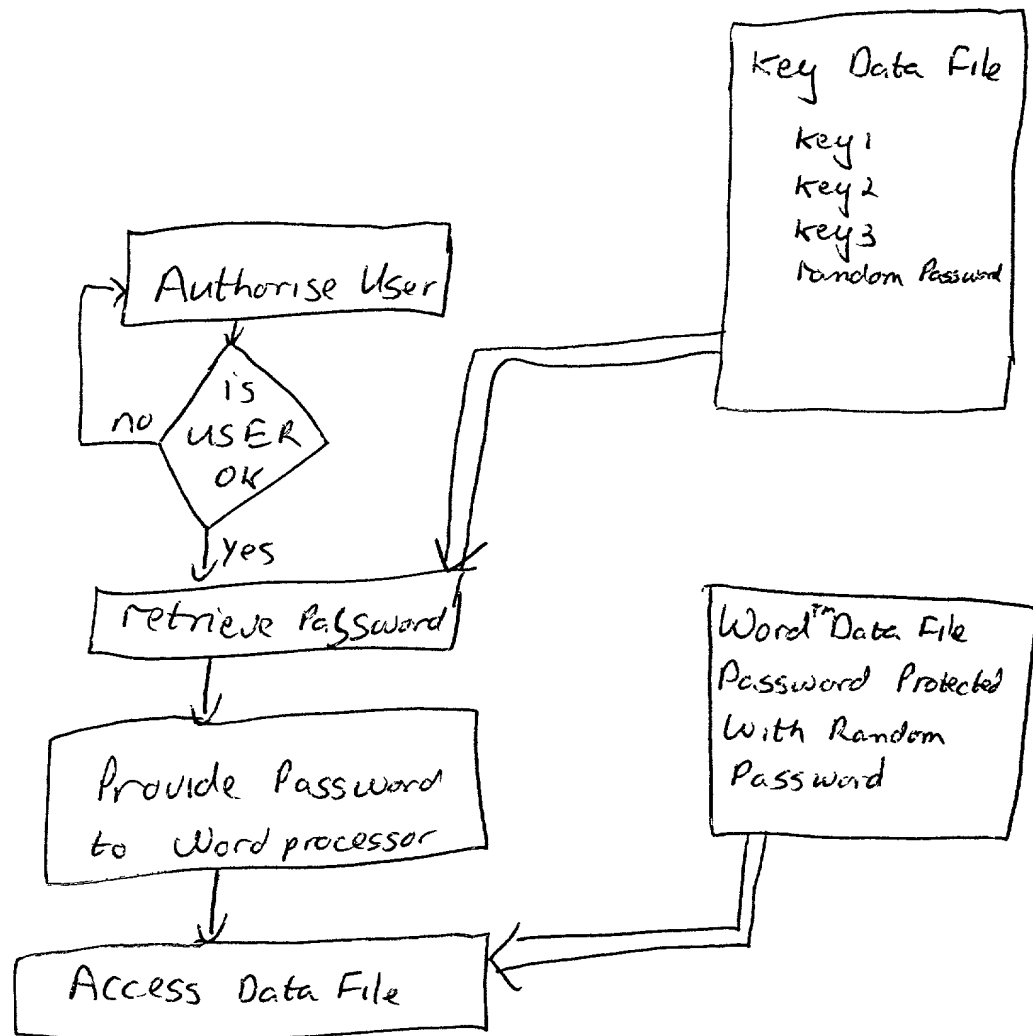 Key Data File
Key 1
Key 2
Key 3
random Password
Authorise User
is
USER
OK
no
Yes
retrieve Password
Provide Password
to Word processor
Access Data File
Word™ Data File
Password Protected
With Random
Password